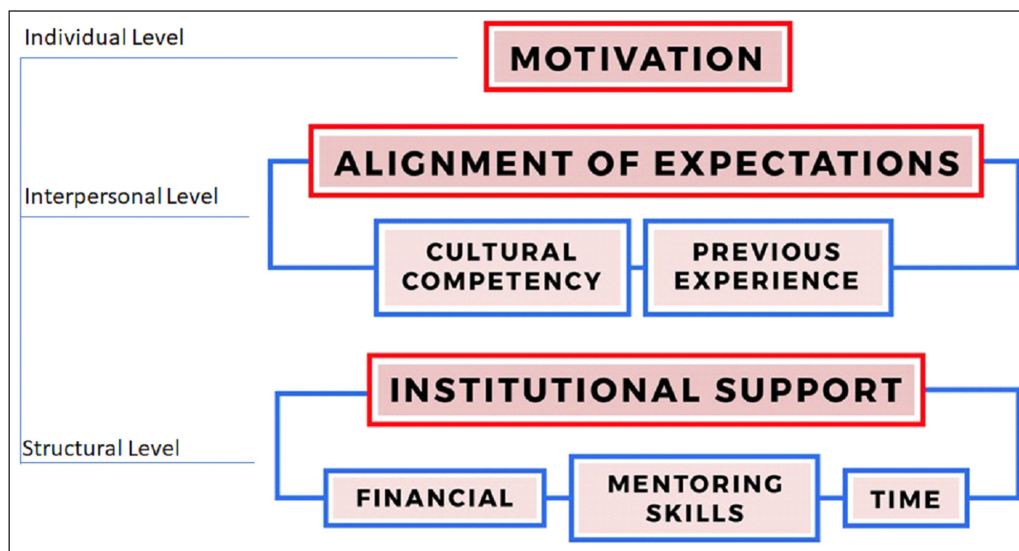 Individual Level
MOTIVATION
ALIGNMENT OF EXPECTATIONS
Interpersonal Level
CULTURAL
COMPETENCY
PREVIOUS
EXPERIENCE
INSTITUTIONAL SUPPORT
Structural Level
FINANCIAL
MENTORING
SKILLS
TIME